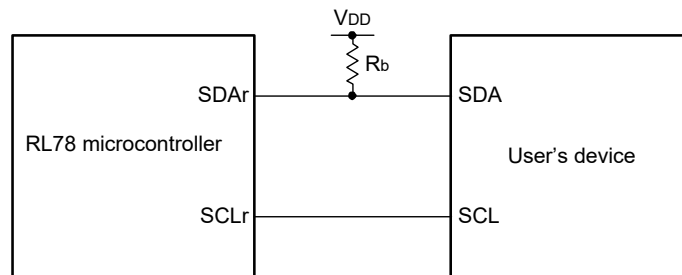 VDD
Rb
SDAr
SDA
RL78 microcontroller
User’s device
SCLr
SCL